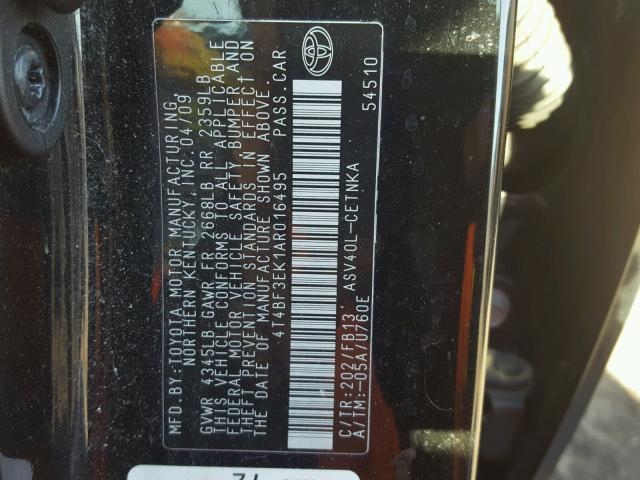 MFD.BY:TOYOTA MOTOR MANUFACTURING,
NORTHERN KENTUCKY, INC. 04/09
GVWR 4345LB GAWR FR 2668LB RR 2359LB
THIS VEHICLE CONFORMS TO ALL APPLICABLE
FEDERAL MOTOR VEHICLE SAFETY, BUMPER, AND
THEFT PREVENTION STANDARDS IN EFFECT ON
THE DATE OF MANUFACTURE SHOWN ABOVE.
4T4BF3EK1AR016495 PASS.CAR
C/TR:202/FB13 ASV40L-CETNKA
A/TM:-05A/U760E 54510